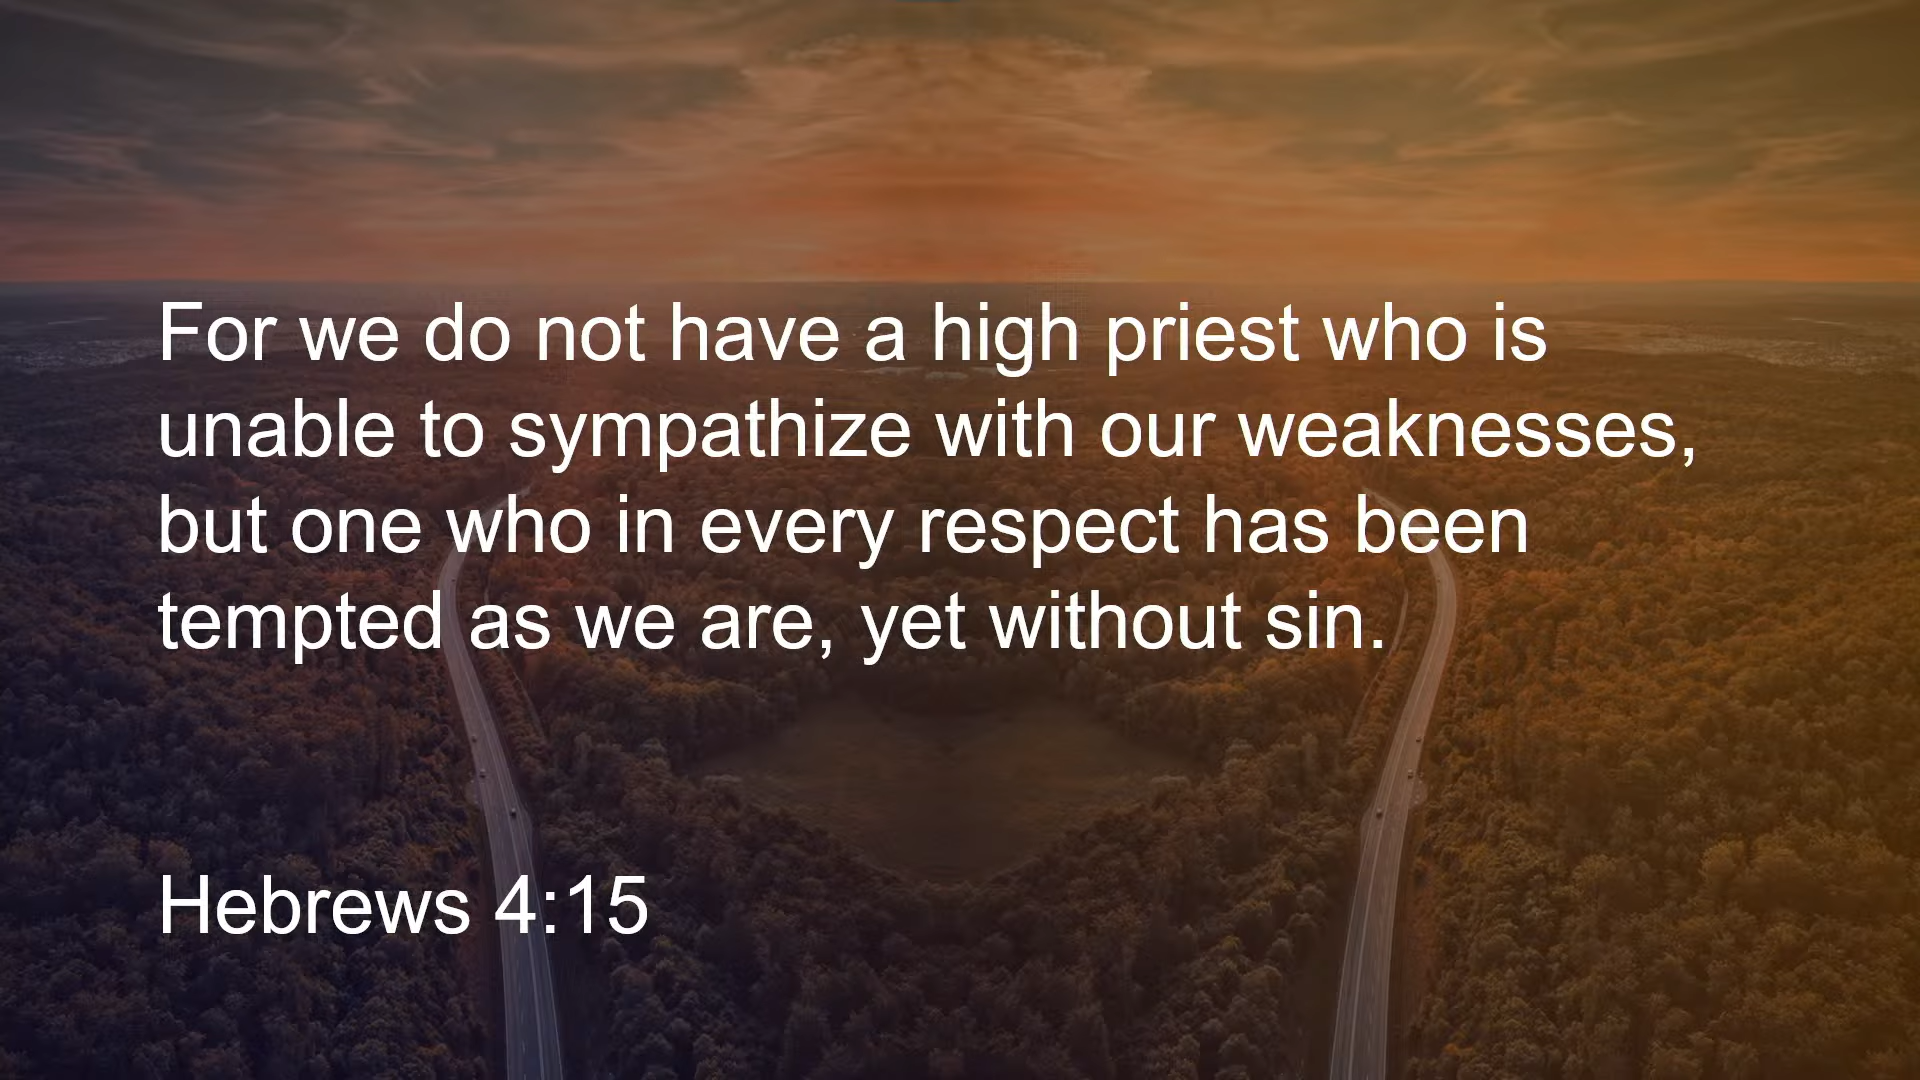 For we do not have a high priest who is
unable to sympathize with our weaknesses,
but one who in every respect has been
tempted as we are, yet without sin.
Hebrews 4:15